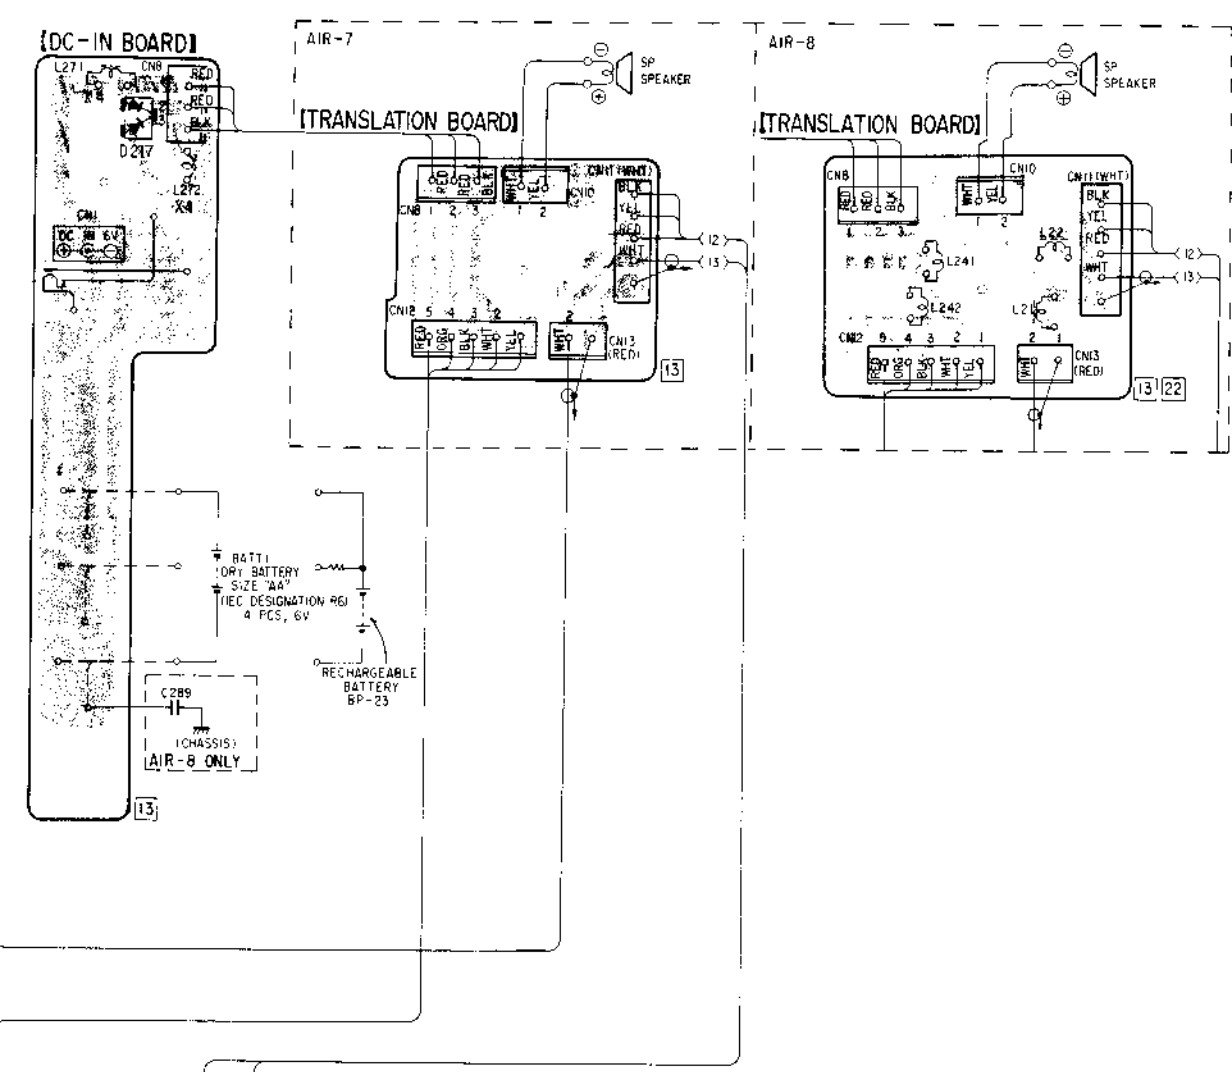 [DC-IN BOARD]
L271
CN8
RED
RED
BLK
D217
L272
X4
CN1
DC IN 6V
AIR-7
SP
SPEAKER
[TRANSLATION BOARD]
RED
RED
BLK
CN8 1 2 3
WHT
YEL
CN10
1 2
CN11(WHT)
BLK
YEL
RED
WHT
12
13
CN12 5 4 3 2
RED
ORG
BLK
WHT
YEL
2
WHT
CN13
(RED)
13
AIR-8
SP
SPEAKER
[TRANSLATION BOARD]
CN8
RED
RED
BLK
1 2 3
CN10
WHT
YEL
1 2
CN11(WHT)
BLK
YEL
RED
WHT
12
13
L241
L242
L22
L21
CN12 5 4 3 2 1
RED
ORG
BLK
WHT
YEL
2 1
WHT
CN13
(RED)
13 22
BATT1
DRY BATTERY
SIZE "AA"
(IEC DESIGNATION R6)
4 PCS, 6V
RECHARGEABLE
BATTERY
BP-23
C289
(CHASSIS)
AIR-8 ONLY
13